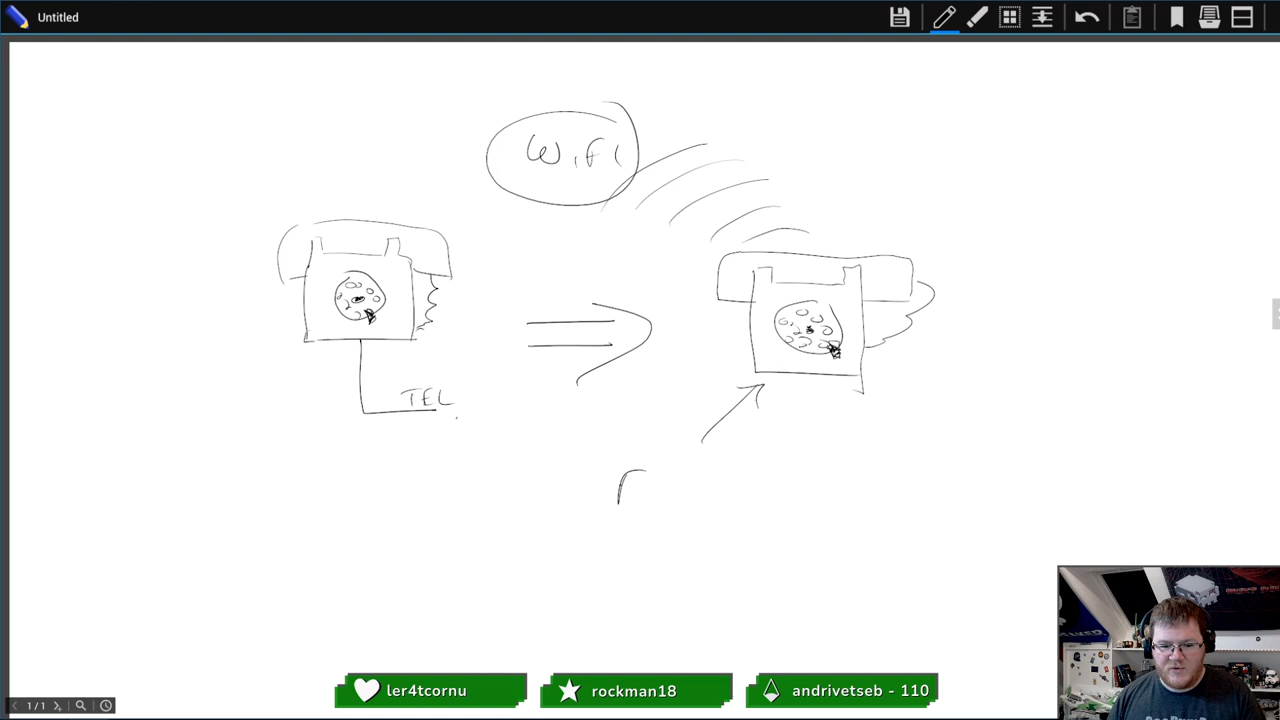 Untitled
WiFi
TEL
1/1
ler4tcornu
rockman18
andrivetseb - 110